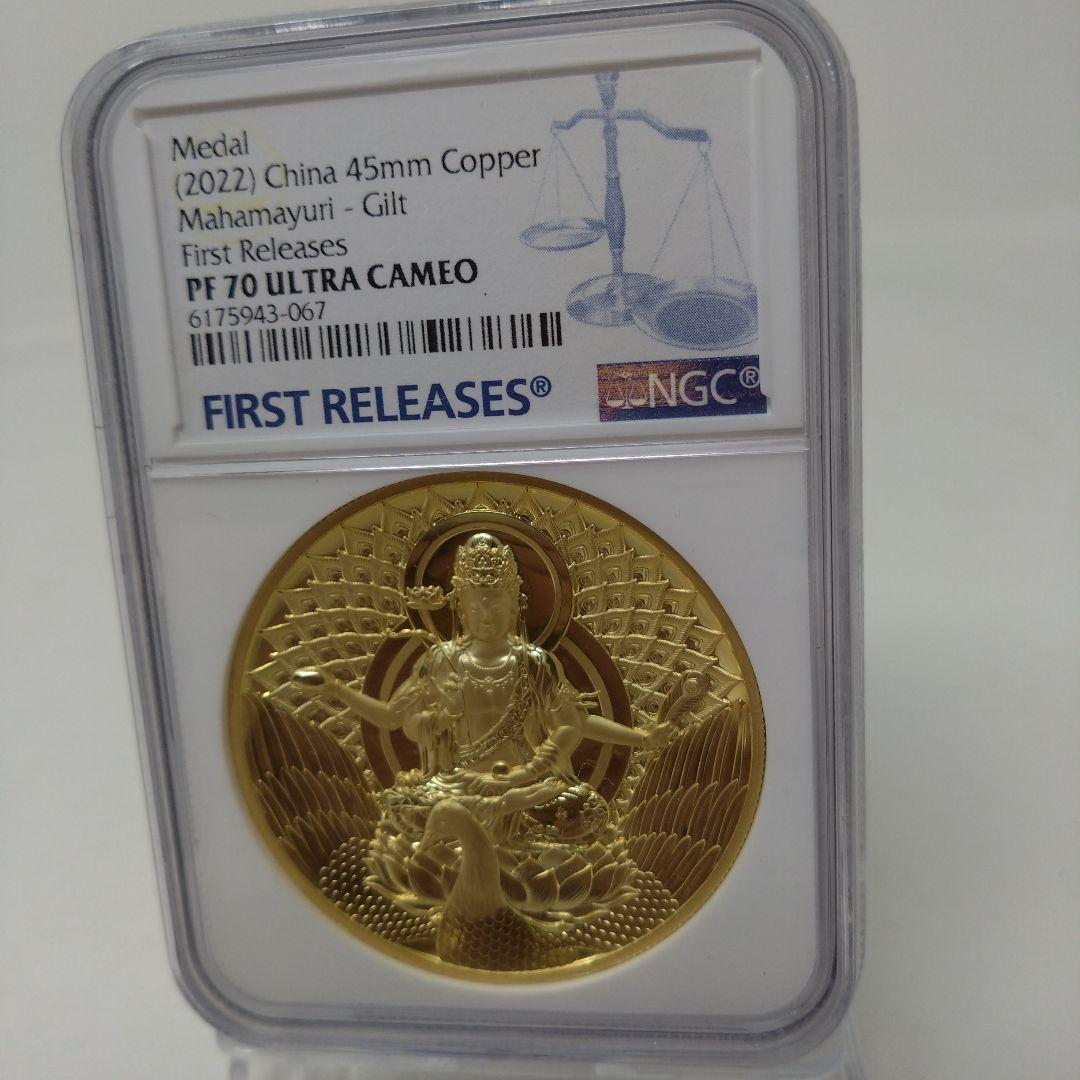 Medal
(2022) China 45mm Copper
Mahamayuri - Gilt
First Releases
PF 70 ULTRA CAMEO
6175943-067
FIRST RELEASES®
NGC®